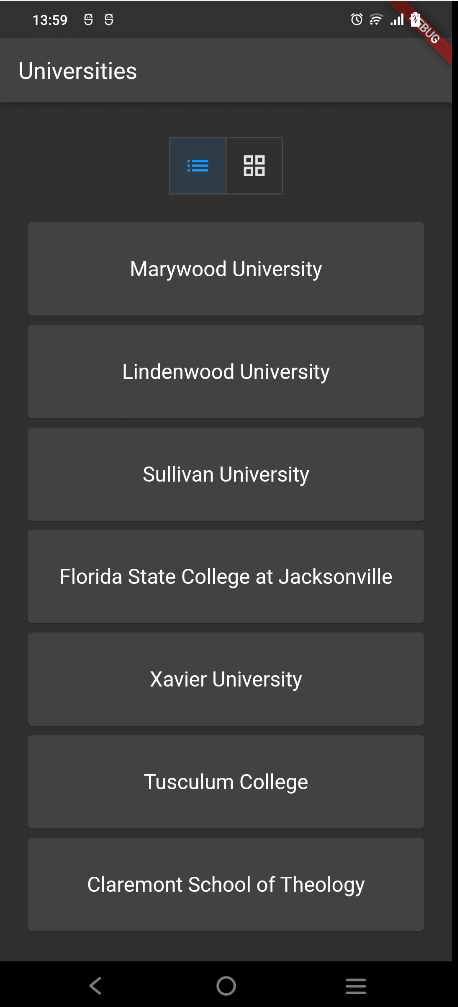 13:59
Universities
Marywood University
Lindenwood University
Sullivan University
Florida State College at Jacksonville
Xavier University
Tusculum College
Claremont School of Theology